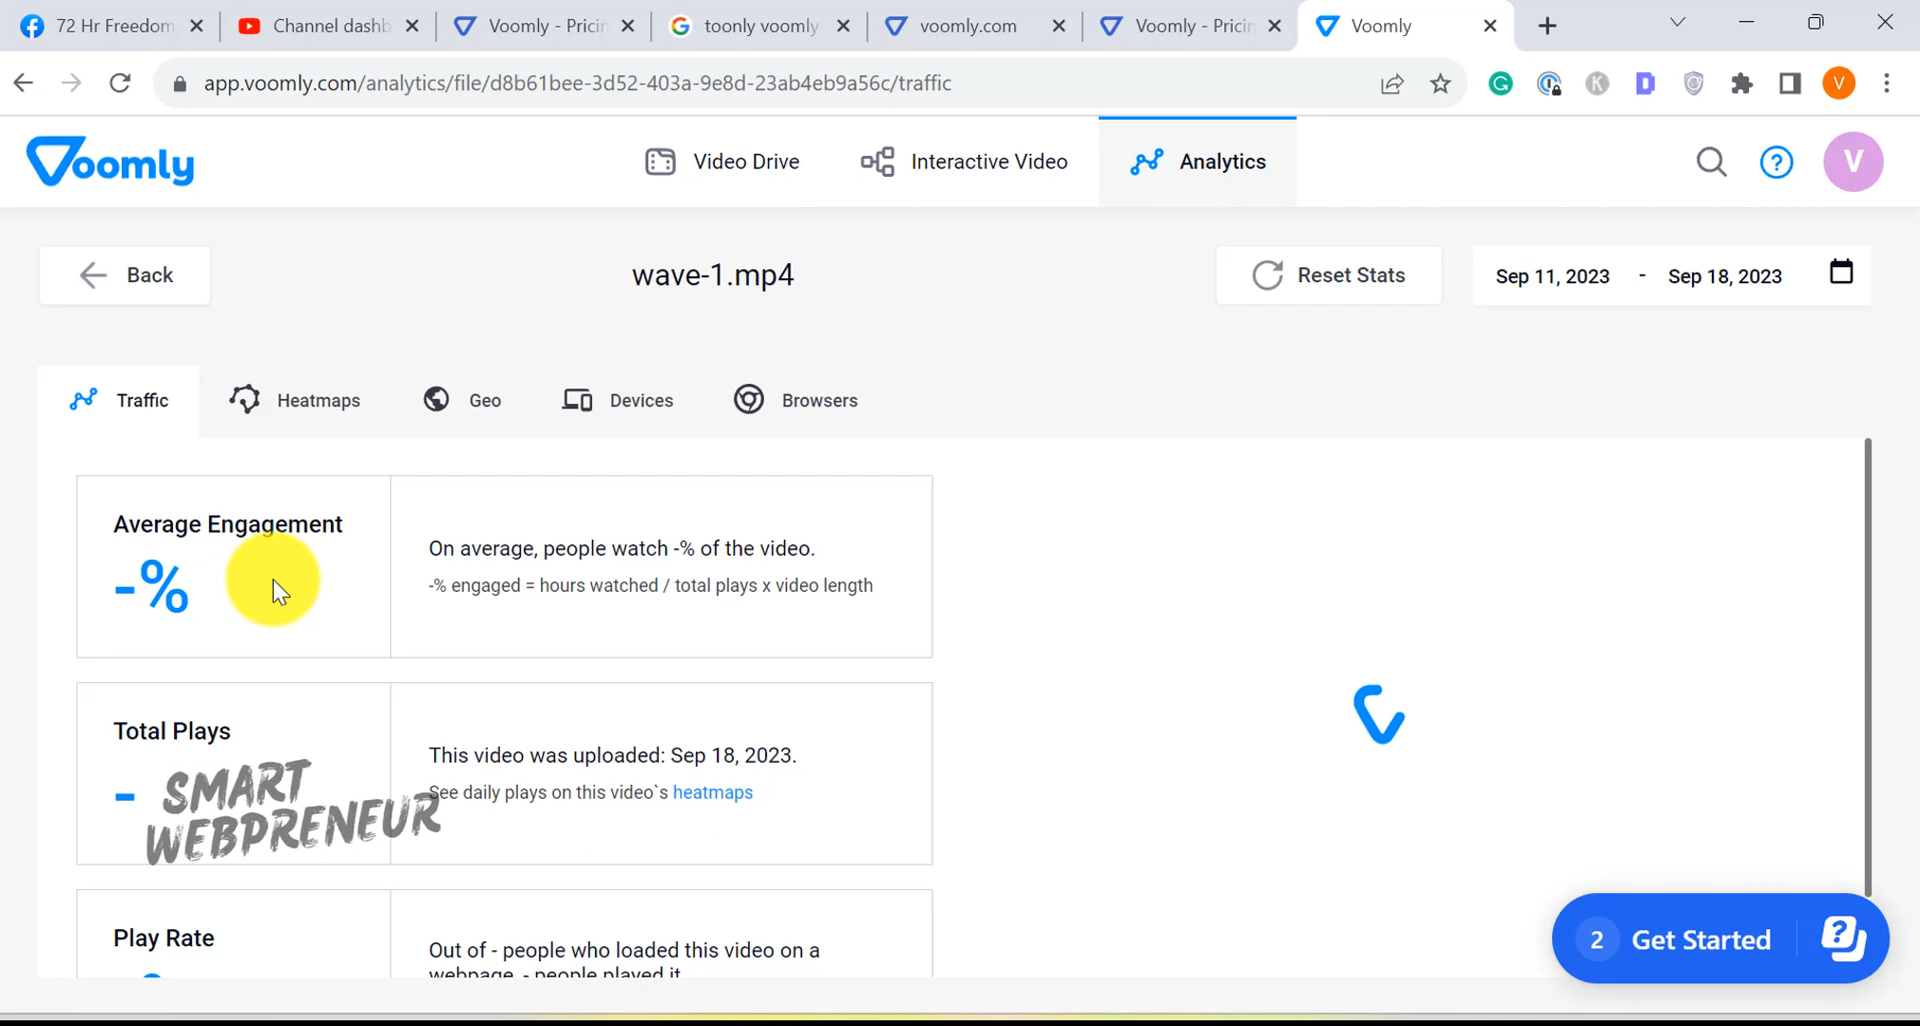 72 Hr Freedom
Channel dashb
Voomly - Pricin
toonly voomly
voomly.com
Voomly - Pricin
Voomly
app.voomly.com/analytics/file/d8b61bee-3d52-403a-9e8d-23ab4eb9a56c/traffic
K
D
V
Voomly
Video Drive
Interactive Video
Analytics
?
V
Back
wave-1.mp4
Reset Stats
Sep 11, 2023 - Sep 18, 2023
Traffic
Heatmaps
Geo
Devices
Browsers
Average Engagement
-%
On average, people watch -% of the video.
-% engaged = hours watched / total plays x video length
Total Plays
-
This video was uploaded: Sep 18, 2023.
See daily plays on this video`s heatmaps
SMART
WEBPRENEUR
Play Rate
Out of - people who loaded this video on a
webpage, - people played it
2 Get Started
?